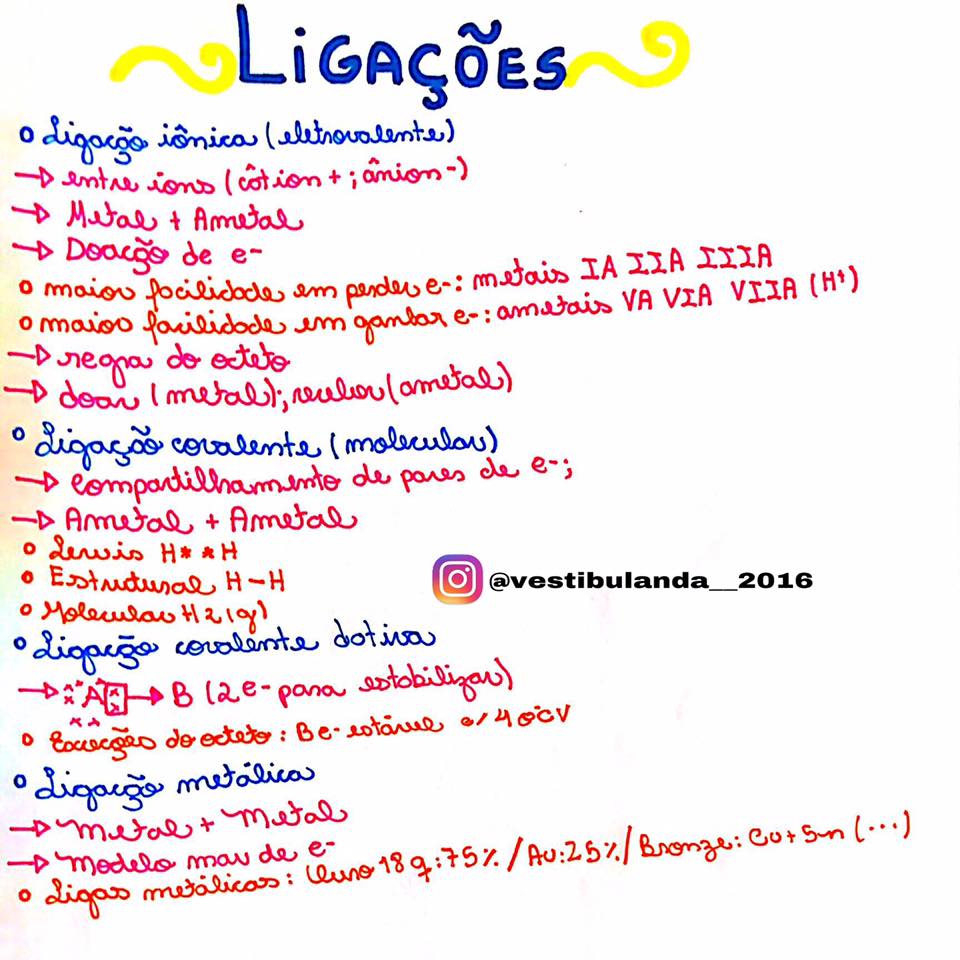 LIGAÇÕES
o Ligação iônica (eletrovalente)
→ entre íons (cátion + ; ânion -)
→ Metal + Ametal
→ Doação de e-
o maior facilidade em perder e-: metais IA IIA IIIA
o maior facilidade em ganhar e-: ametais VA VIA VIIA (H+)
→ regra do octeto
→ doar (metal); receber (ametal)
o Ligação covalente (molecular)
→ Compartilhamento de pares de e-;
→ Ametal + Ametal
o Lewis H* *H
o Estrutural H-H
@vestibulanda__2016
o Molecular H2(g)
o Ligação covalente dativa
→ A → B (2e- para estabilizar)
o Exceções do octeto: Be- estável c/ 4 e CV
o Ligação metálica
→ Metal + Metal
→ Modelo mar de e-
o Ligas metálicas: Ouro 18 q: 75% / Au: 25% / Bronze: Cu + Sn (...)